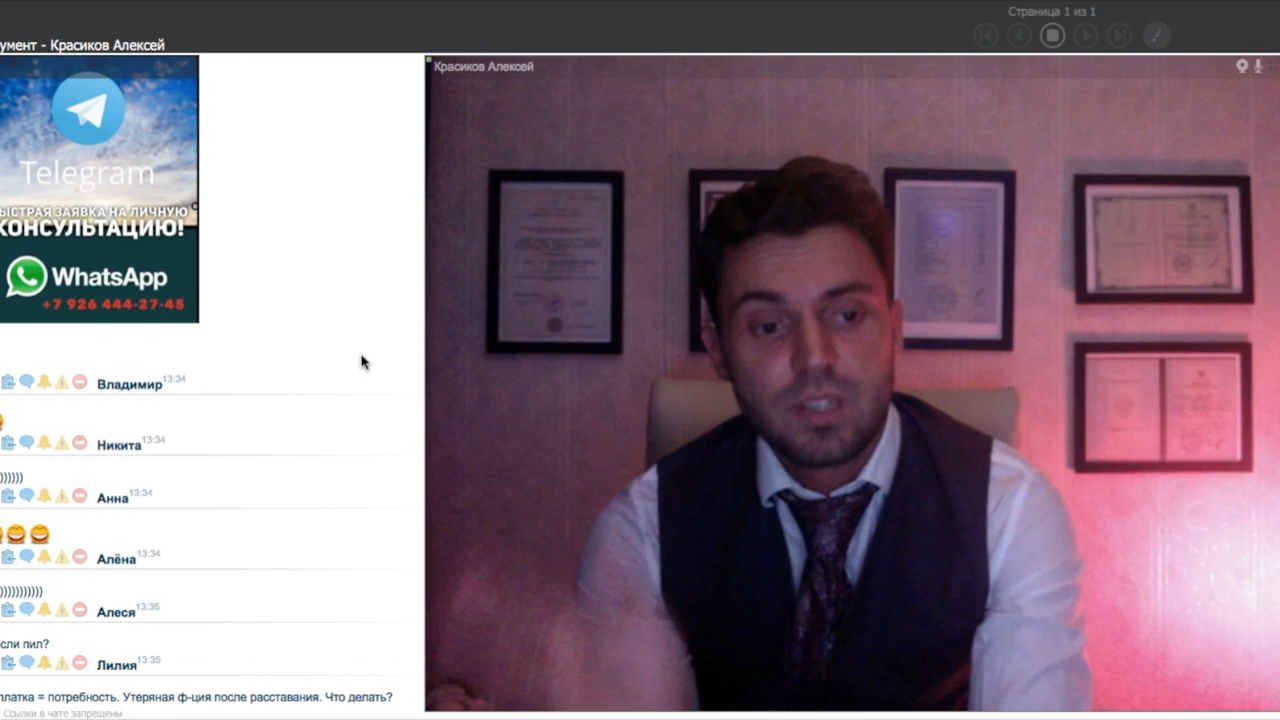 Страница 1 из 1
умент - Красиков Алексей
Красиков Алексей
Telegram
ЫСТРАЯ ЗАЯВКА НА ЛИЧНУЮ
КОНСУЛЬТАЦИЮ!
WhatsApp
+7 926 444-27-45
Владимир 13:34
Никита 13:34
))))))
Анна 13:34
Алёна 13:34
)))))))))))
Алеся 13:35
сли пил?
Лилия 13:35
платка = потребность. Утеряная ф-ция после расставания. Что делать?
Ссылки в чате запрещены